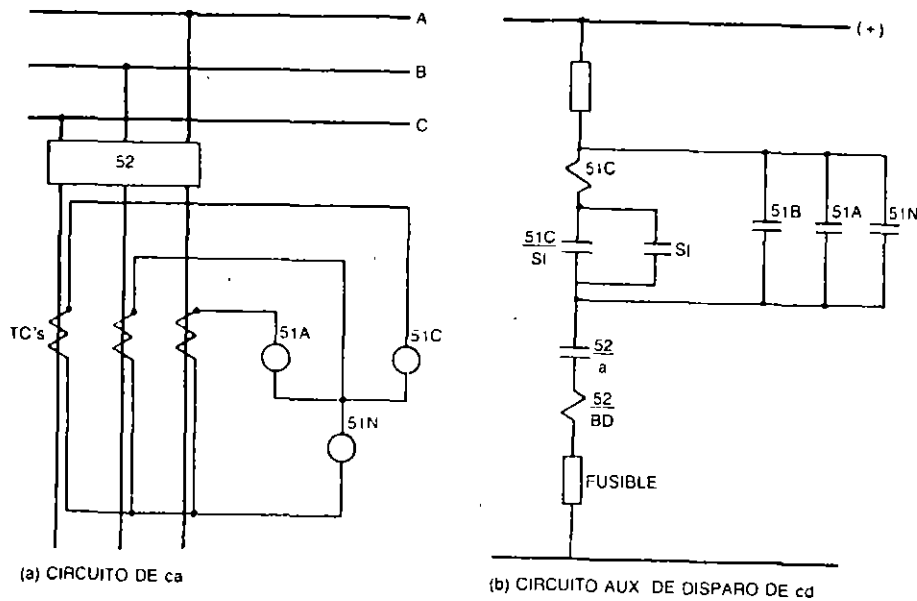 A
B
C
52
TC's
51A
51C
51N
(a) CIRCUITO DE ca
(+)
51C
51C
SI
SI
51B
51A
51N
52
a
52
BD
FUSIBLE
(b) CIRCUITO AUX DE DISPARO DE cd